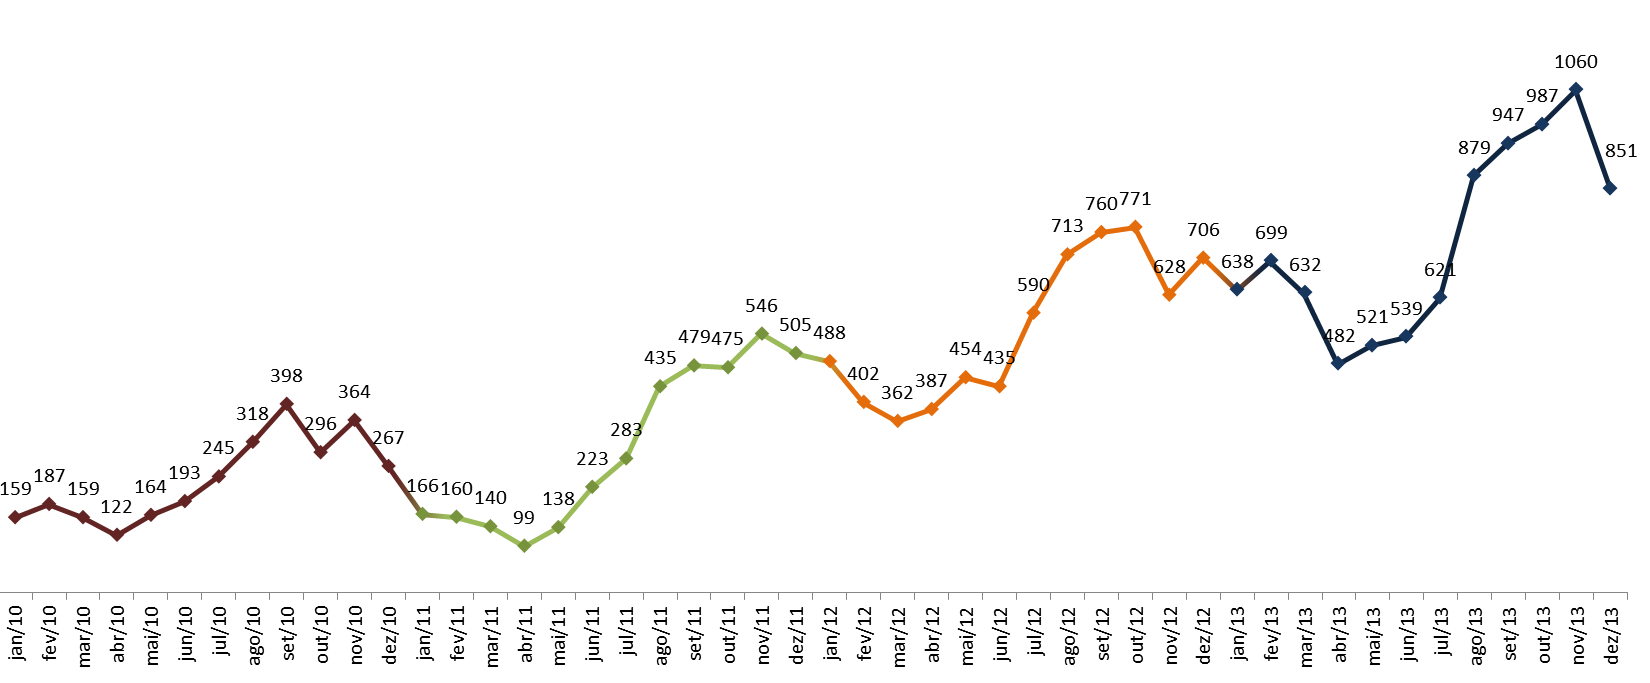 159 187 159 122 164 193 245 318 398 296 364 267 166 160 140 99 138 223 283 435 479 475 546 505 488 402 362 387 454 435 590 713 760 771 628 706 638 699 632 482 521 539 621 879 947 987 1060 851
jan/10 fev/10 mar/10 abr/10 mai/10 jun/10 jul/10 ago/10 set/10 out/10 nov/10 dez/10 jan/11 fev/11 mar/11 abr/11 mai/11 jun/11 jul/11 ago/11 set/11 out/11 nov/11 dez/11 jan/12 fev/12 mar/12 abr/12 mai/12 jun/12 jul/12 ago/12 set/12 out/12 nov/12 dez/12 jan/13 fev/13 mar/13 abr/13 mai/13 jun/13 jul/13 ago/13 set/13 out/13 nov/13 dez/13